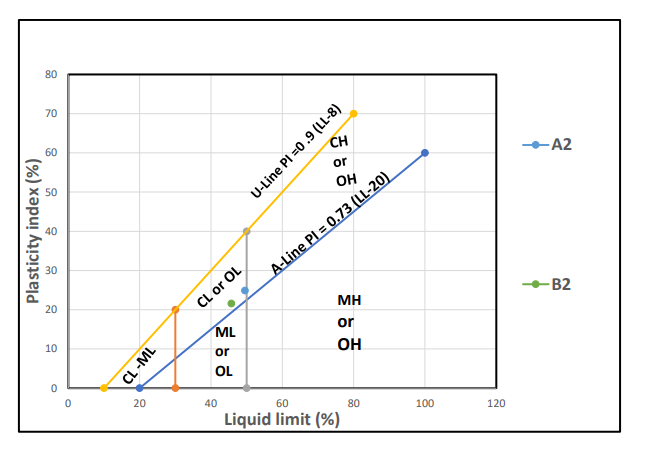 80
70
60
50
40
30
20
10
0
0
20
40
60
80
100
120
Plasticity index (%)
Liquid limit (%)
U-Line PI =0 .9 (LL-8)
A-Line PI = 0.73 (LL-20)
CH
or
OH
CL or OL
CL -ML
ML
or
OL
MH
or
OH
A2
B2